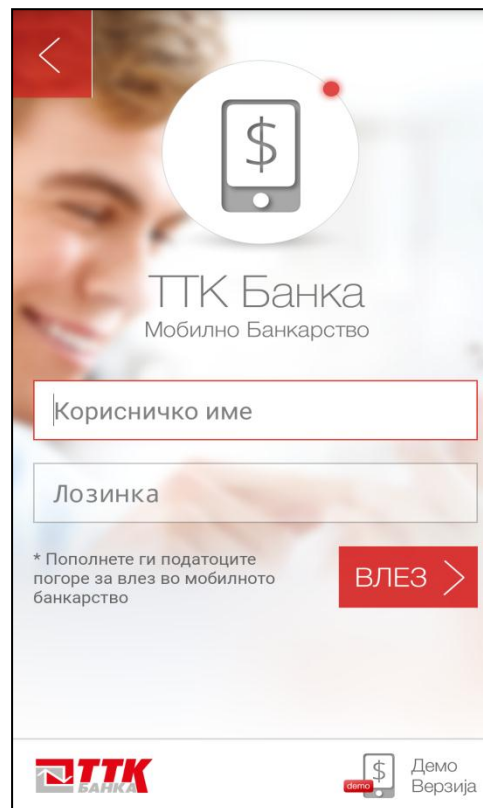 $
ТТК Банка
Мобилно Банкарство
Корисничко име
Лозинка
* Пополнете ги податоците
погоре за влез во мобилното
банкарство
ВЛЕЗ
ТТК
БАНКА
$
demo
Демо
Верзија